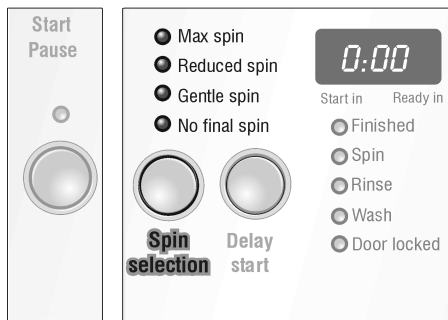 Start
Pause
Max spin
Reduced spin
Gentle spin
No final spin
Spin
selection
Delay
start
0:00
Start in Ready in
Finished
Spin
Rinse
Wash
Door locked